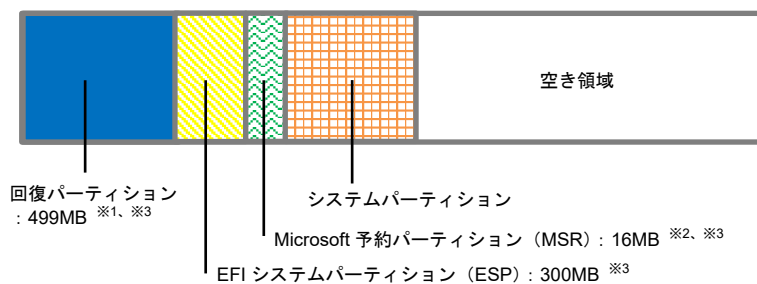 空き領域
回復パーティション
：499MB ※1、※3
システムパーティション
Microsoft 予約パーティション（MSR）：16MB ※2、※3
EFI システムパーティション（ESP）：300MB ※3